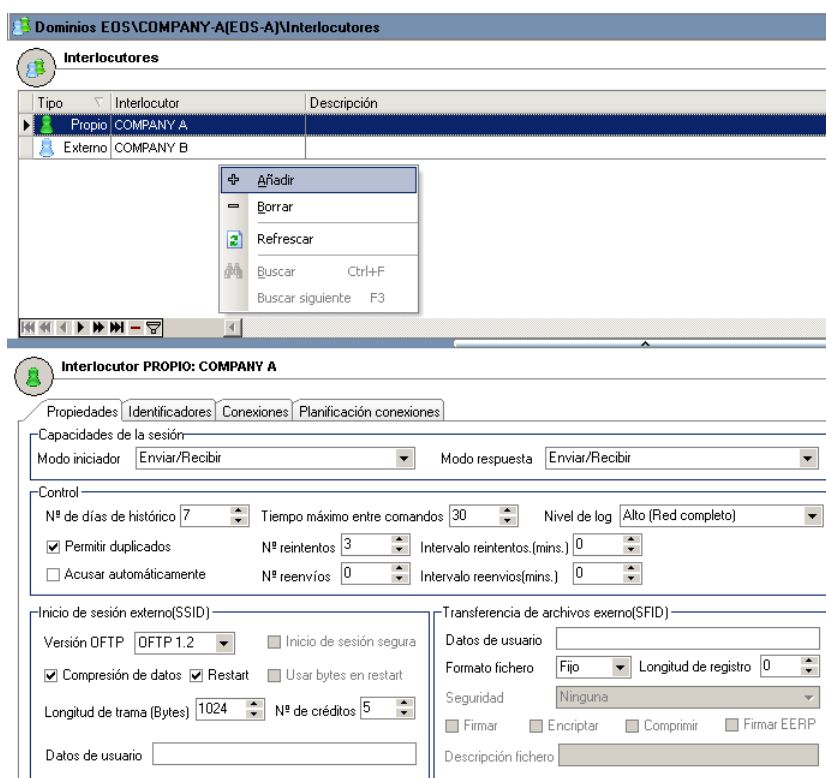 Dominios EOS\COMPANY-A(EOS-A)\Interlocutores
Interlocutores
Tipo Interlocutor Descripción
Propio COMPANY A
Externo COMPANY B
Añadir
Borrar
Refrescar
Buscar Ctrl+F
Buscar siguiente F3
Interlocutor PROPIO: COMPANY A
Propiedades Identificadores Conexiones Planificación conexiones
Capacidades de la sesión
Modo iniciador Enviar/Recibir Modo respuesta Enviar/Recibir
Control
Nº de días de histórico 7 Tiempo máximo entre comandos 30 Nivel de log Alto (Red completo)
Permitir duplicados Nº reintentos 3 Intervalo reintentos.(mins.) 0
Acusar automáticamente Nº reenvíos 0 Intervalo reenvios(mins.) 0
Inicio de sesión externo(SSID) Transferencia de archivos exerno(SFID)
Versión OFTP OFTP 1.2 Inicio de sesión segura Datos de usuario
Compresión de datos Restart Usar bytes en restart Formato fichero Fijo Longitud de registro 0
Seguridad Ninguna
Longitud de trama (Bytes) 1024 Nº de créditos 5 Firmar Encriptar Comprimir Firmar EERP
Datos de usuario Descripción fichero